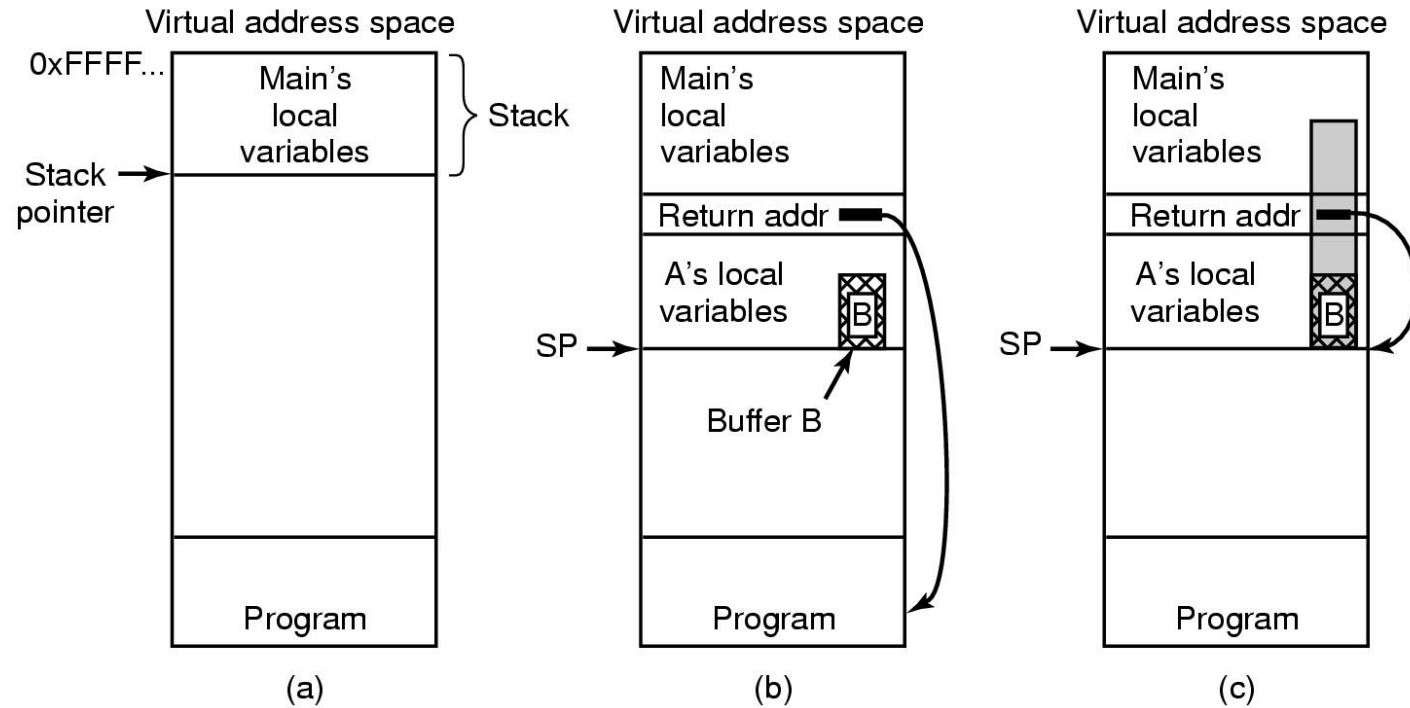 Virtual address space
0xFFFF...
Main's
local
variables
Stack
Stack
pointer
Program
(a)
Virtual address space
Main's
local
variables
Return addr
A's local
variables
B
SP
Buffer B
Program
(b)
Virtual address space
Main's
local
variables
Return addr
A's local
variables
B
SP
Program
(c)